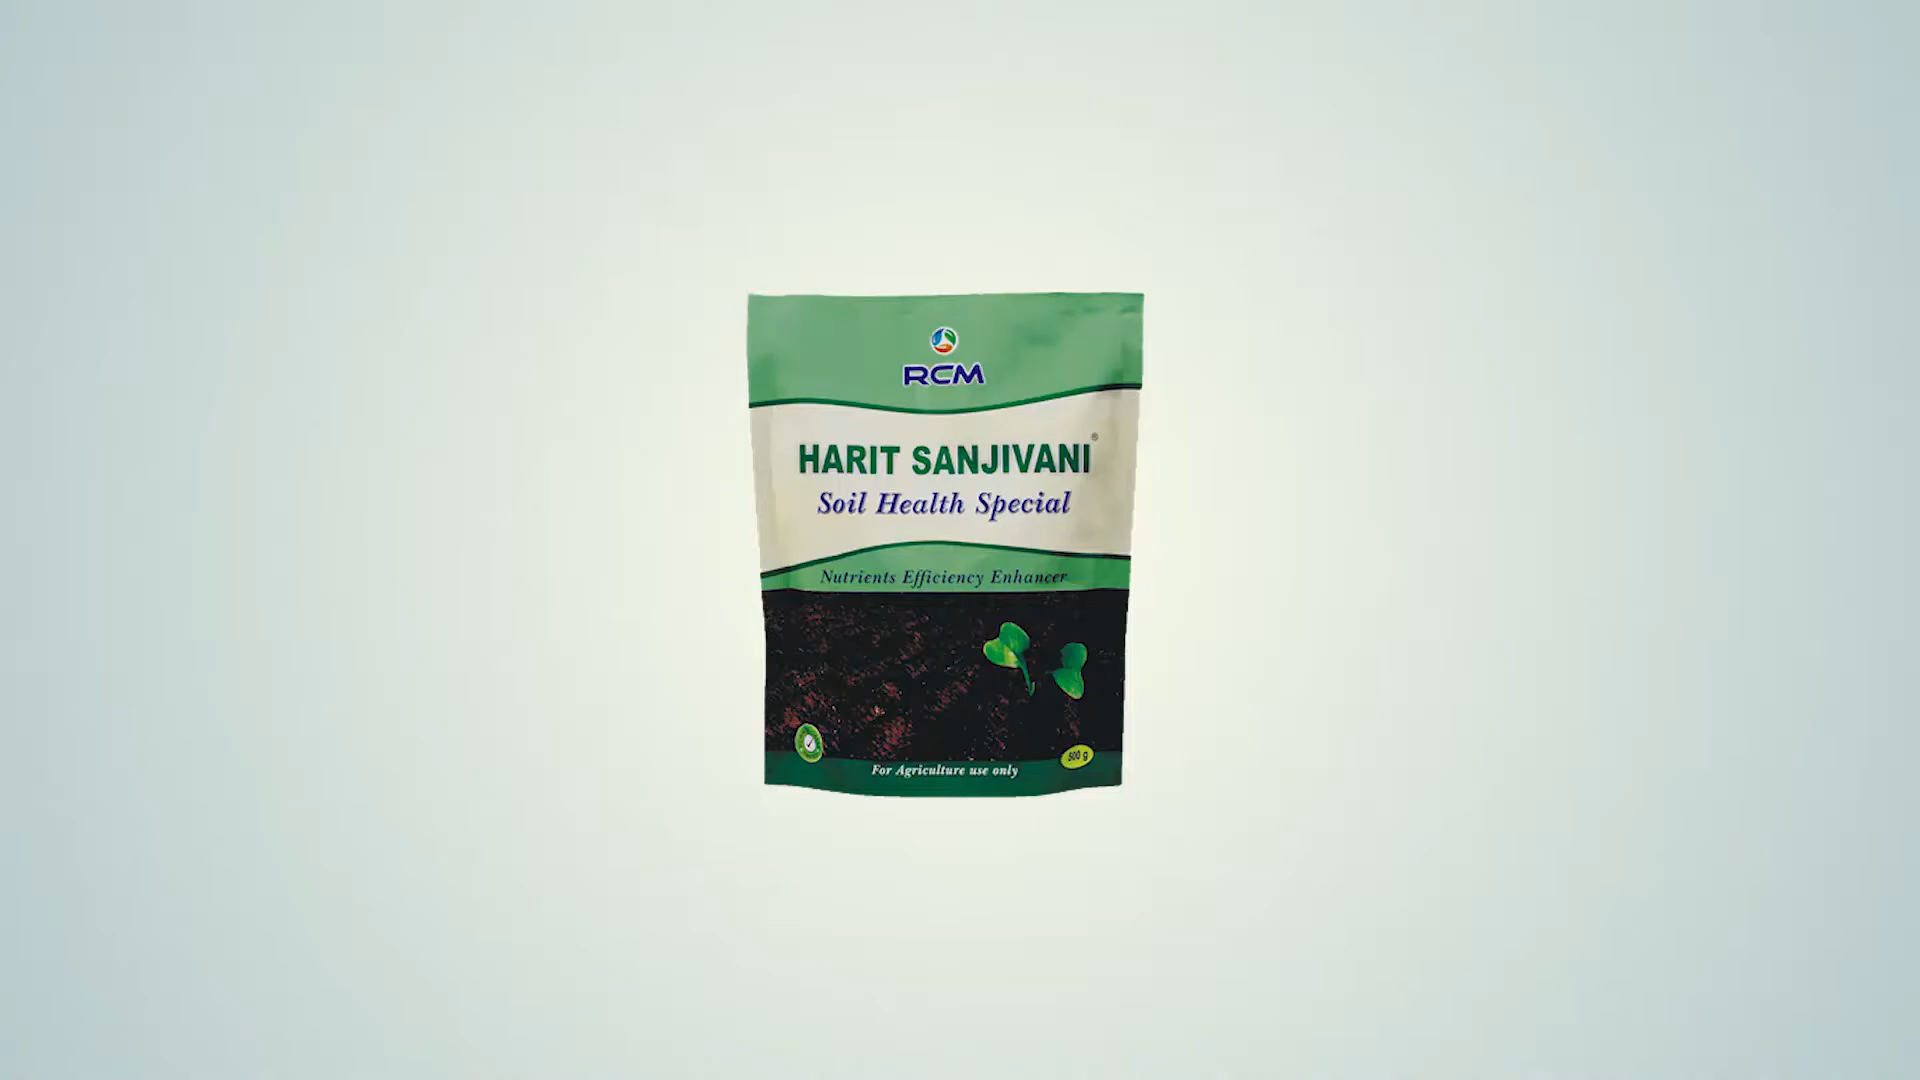 RCM
HARIT SANJIVANI®
Soil Health Special
Nutrients Efficiency Enhancer
500 g
For Agriculture use only